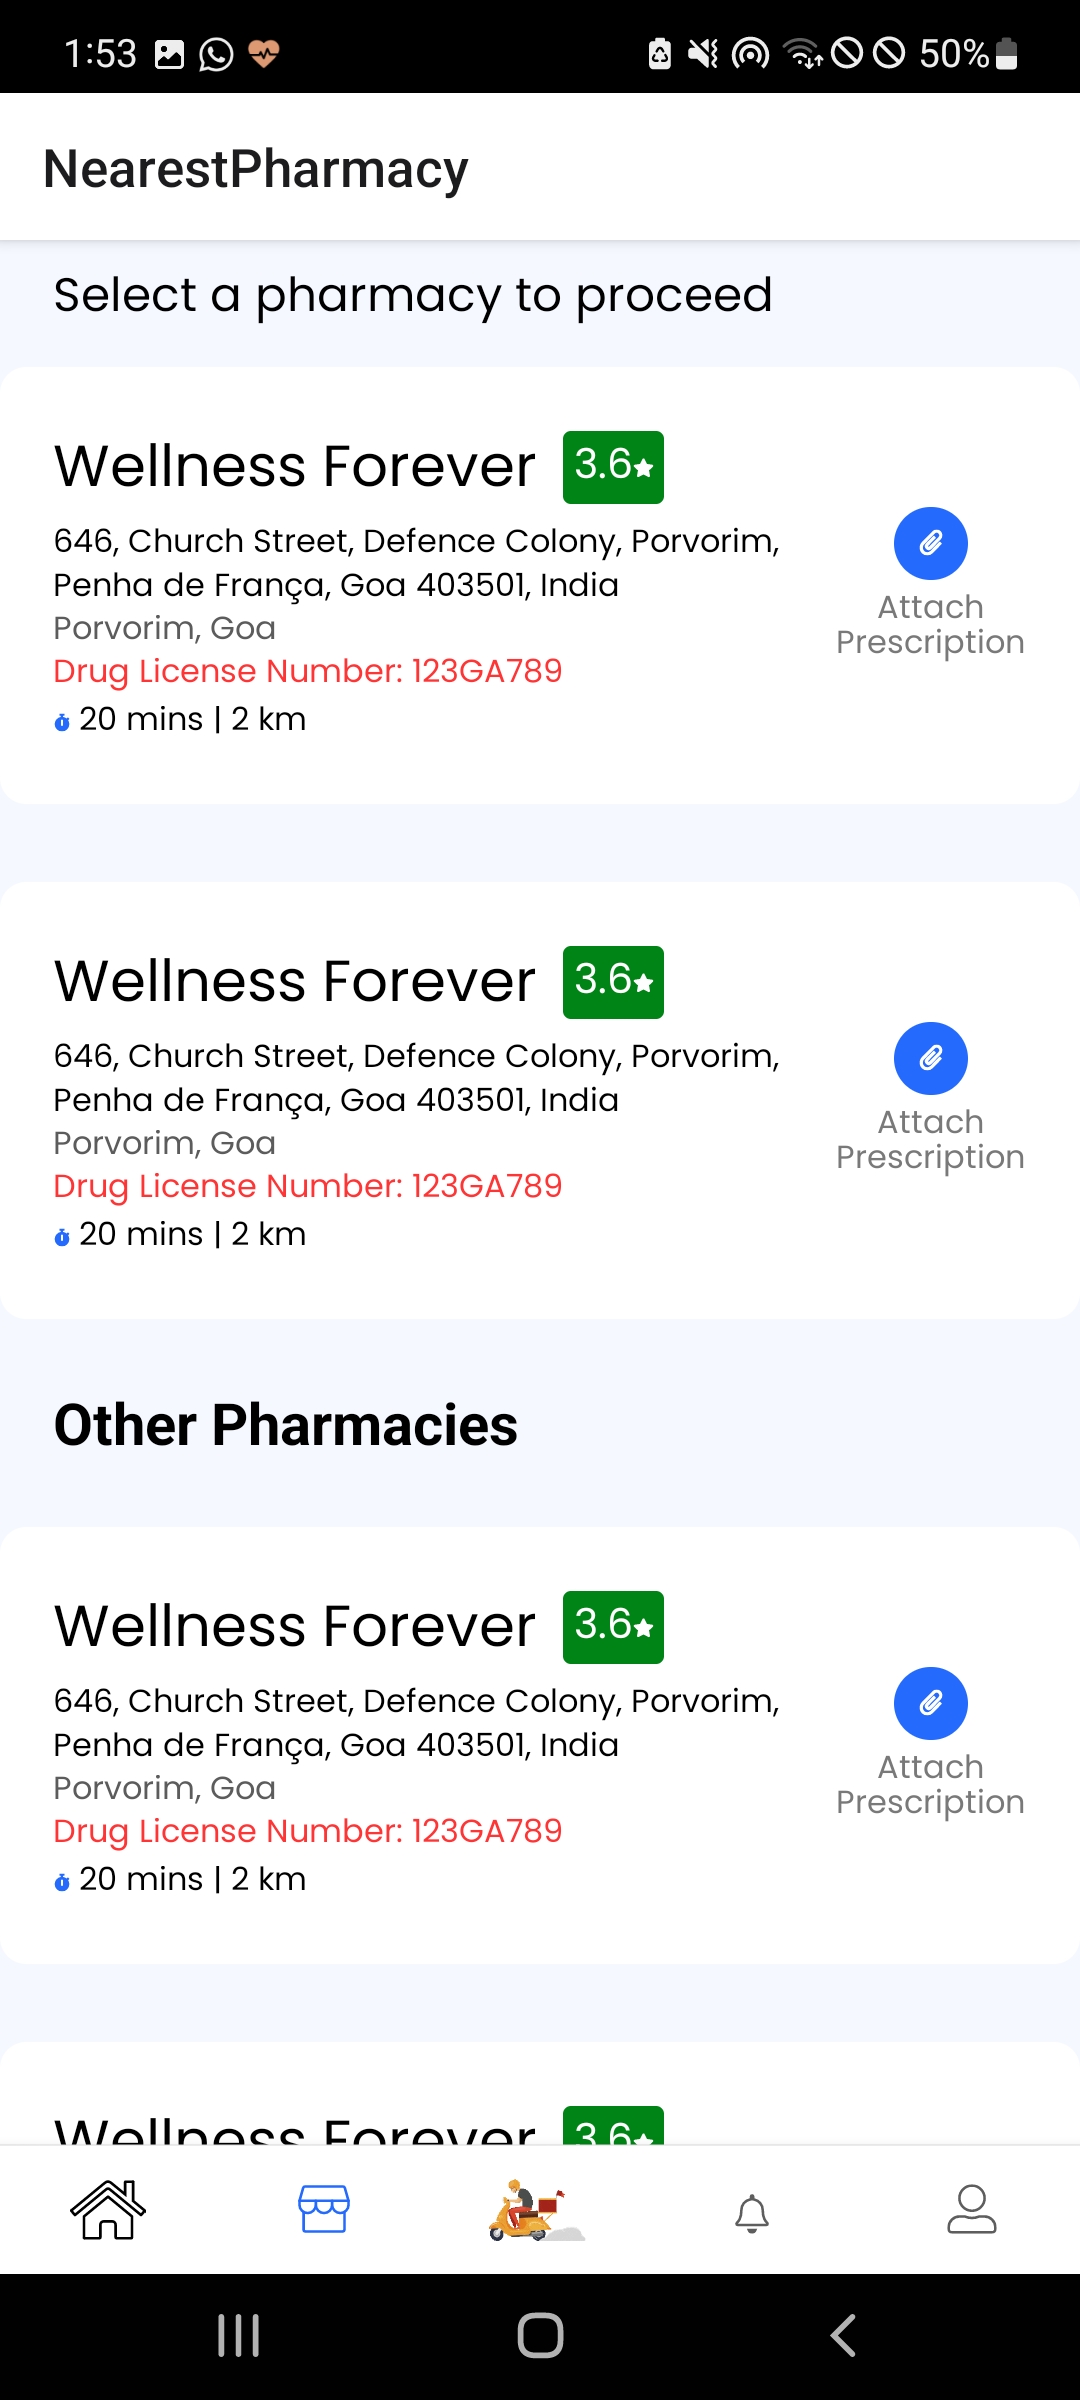 1:53
50%
NearestPharmacy
Select a pharmacy to proceed
Wellness Forever 3.6
646, Church Street, Defence Colony, Porvorim,
Penha de França, Goa 403501, India
Porvorim, Goa
Drug License Number: 123GA789
20 mins | 2 km
Attach
Prescription
Wellness Forever 3.6
646, Church Street, Defence Colony, Porvorim,
Penha de França, Goa 403501, India
Porvorim, Goa
Drug License Number: 123GA789
20 mins | 2 km
Attach
Prescription
Other Pharmacies
Wellness Forever 3.6
646, Church Street, Defence Colony, Porvorim,
Penha de França, Goa 403501, India
Porvorim, Goa
Drug License Number: 123GA789
20 mins | 2 km
Attach
Prescription
Wellness Forever 3.6